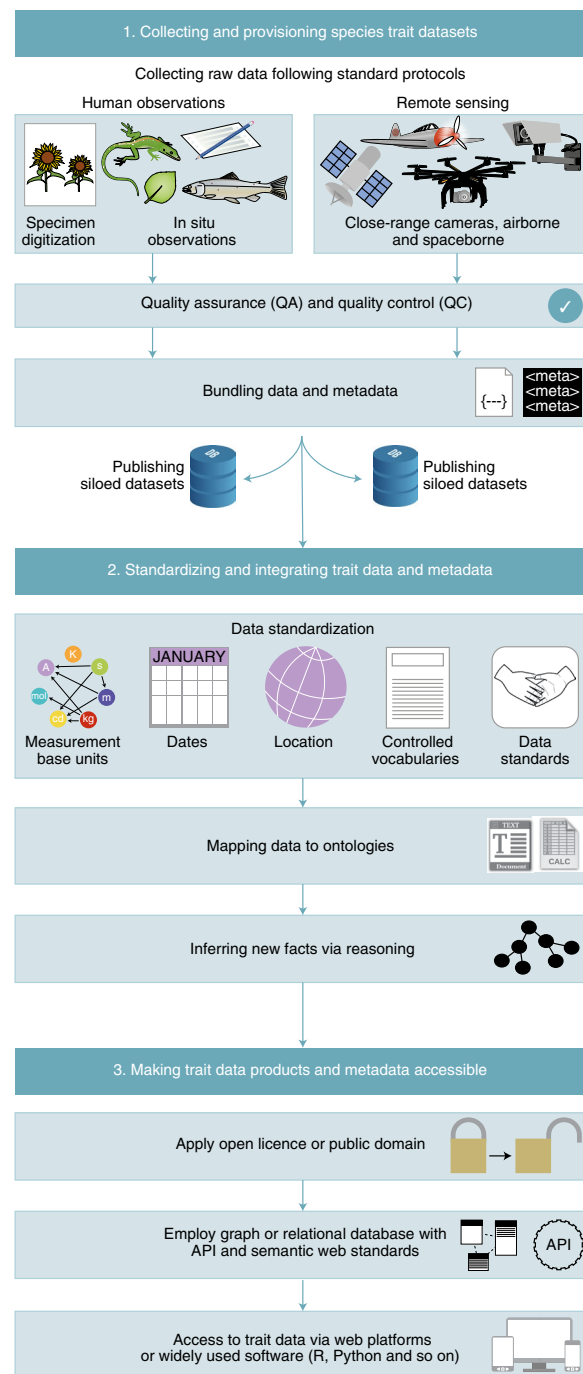 1. Collecting and provisioning species trait datasets
Collecting raw data following standard protocols
Human observations
Remote sensing
Specimen
digitization
In situ
observations
Close-range cameras, airborne
and spaceborne
Quality assurance (QA) and quality control (QC)
✓
Bundling data and metadata
{---}
<meta>
<meta>
<meta>
DB
Publishing
siloed datasets
DB
Publishing
siloed datasets
2. Standardizing and integrating trait data and metadata
Data standardization
K
A
s
mol
m
cd
kg
JANUARY
Measurement
base units
Dates
Location
Controlled
vocabularies
Data
standards
Mapping data to ontologies
TEXT
T
Document
CALC
Inferring new facts via reasoning
3. Making trait data products and metadata accessible
Apply open licence or public domain
Employ graph or relational database with
API and semantic web standards
API
Access to trait data via web platforms
or widely used software (R, Python and so on)